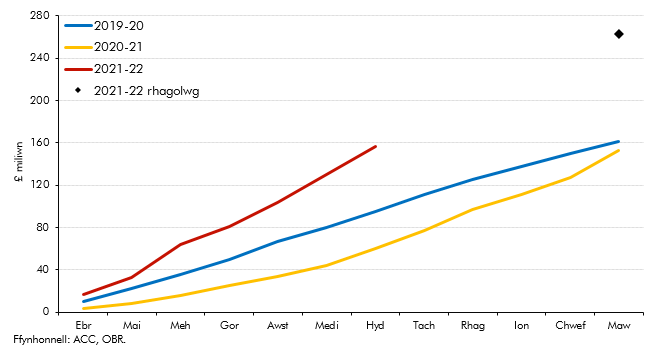 280
240
200
160
120
80
40
0
£ miliwn
2019-20
2020-21
2021-22
2021-22 rhagolwg
Ebr Mai Meh Gor Awst Medi Hyd Tach Rhag Ion Chwef Maw
Ffynhonnell: ACC, OBR.